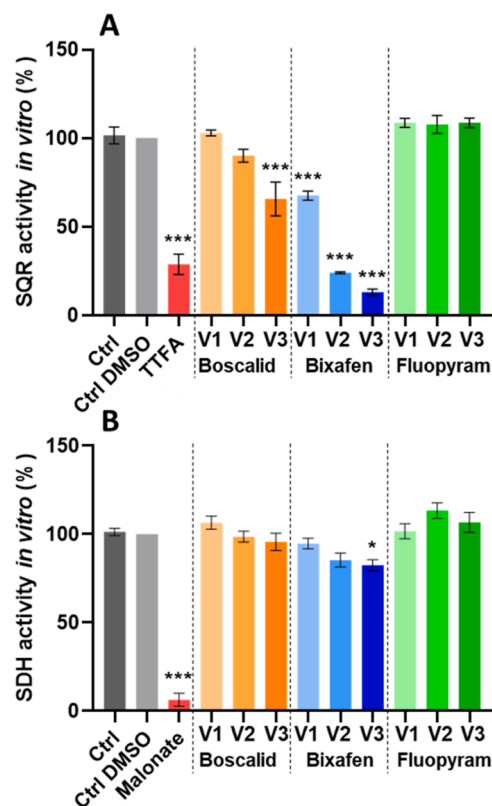 A
SQR activity in vitro (%)
150
100
50
0
***
***
***
***
***
Ctrl
Ctrl DMSO
TTFA
V1 V2 V3
V1 V2 V3
V1 V2 V3
Boscalid
Bixafen
Fluopyram
B
SDH activity in vitro (%)
150
100
50
0
***
*
Ctrl
Ctrl DMSO
Malonate
V1 V2 V3
V1 V2 V3
V1 V2 V3
Boscalid
Bixafen
Fluopyram